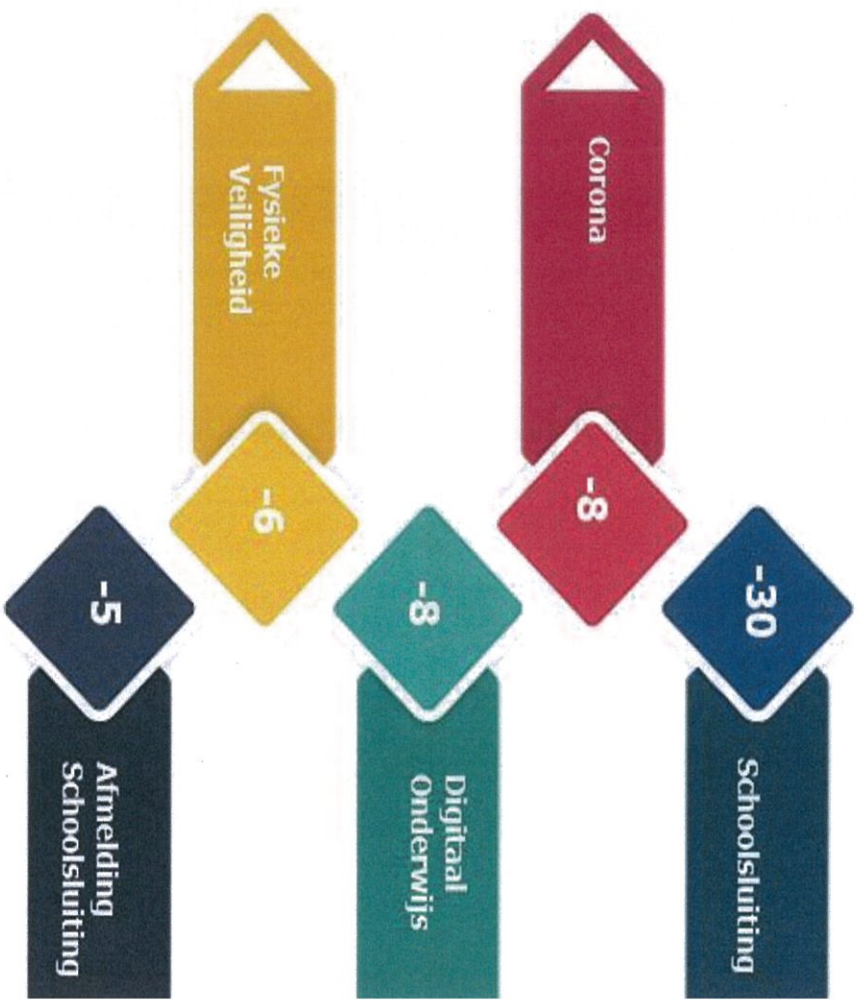 -30
Schoolsluiting
Corona
-8
-8
Digitaal
Onderwijs
Fysieke
Veiligheid
-6
-5
Afmelding
Schoolsluiting